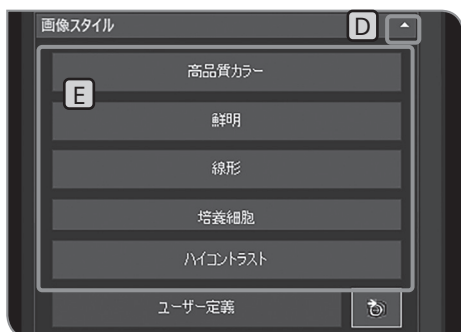 画像スタイル D
高品質カラー
E
鮮明
線形
培養細胞
ハイコントラスト
ユーザー定義